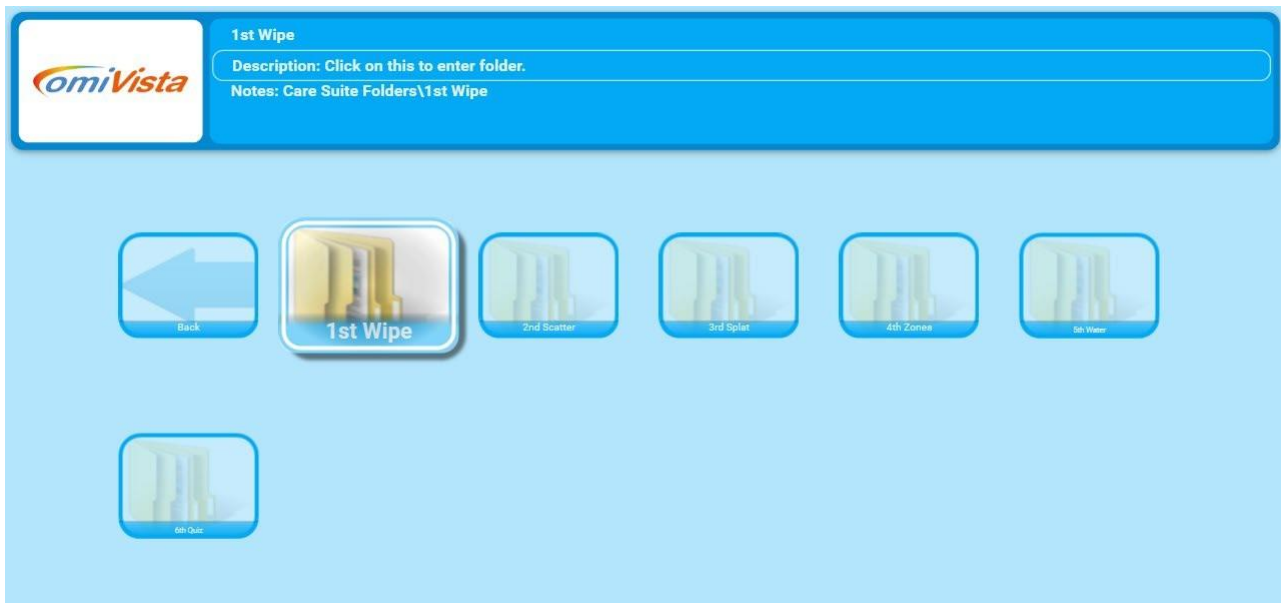 omiVista
1st Wipe
Description: Click on this to enter folder.
Notes: Care Suite Folders\1st Wipe
Back
1st Wipe
2nd Scatter
3rd Splat
4th Zones
5th Water
6th Quiz